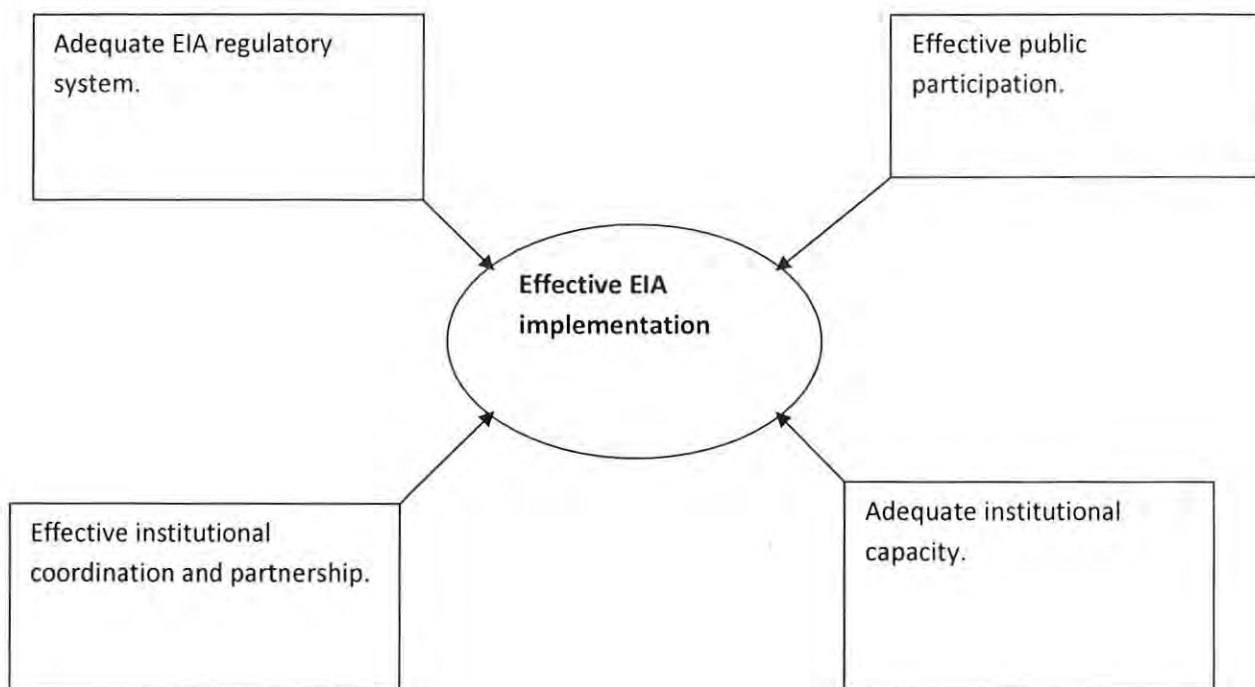 Adequate EIA regulatory
system.
Effective public
participation.
Effective EIA
implementation
Effective institutional
coordination and partnership.
Adequate institutional
capacity.